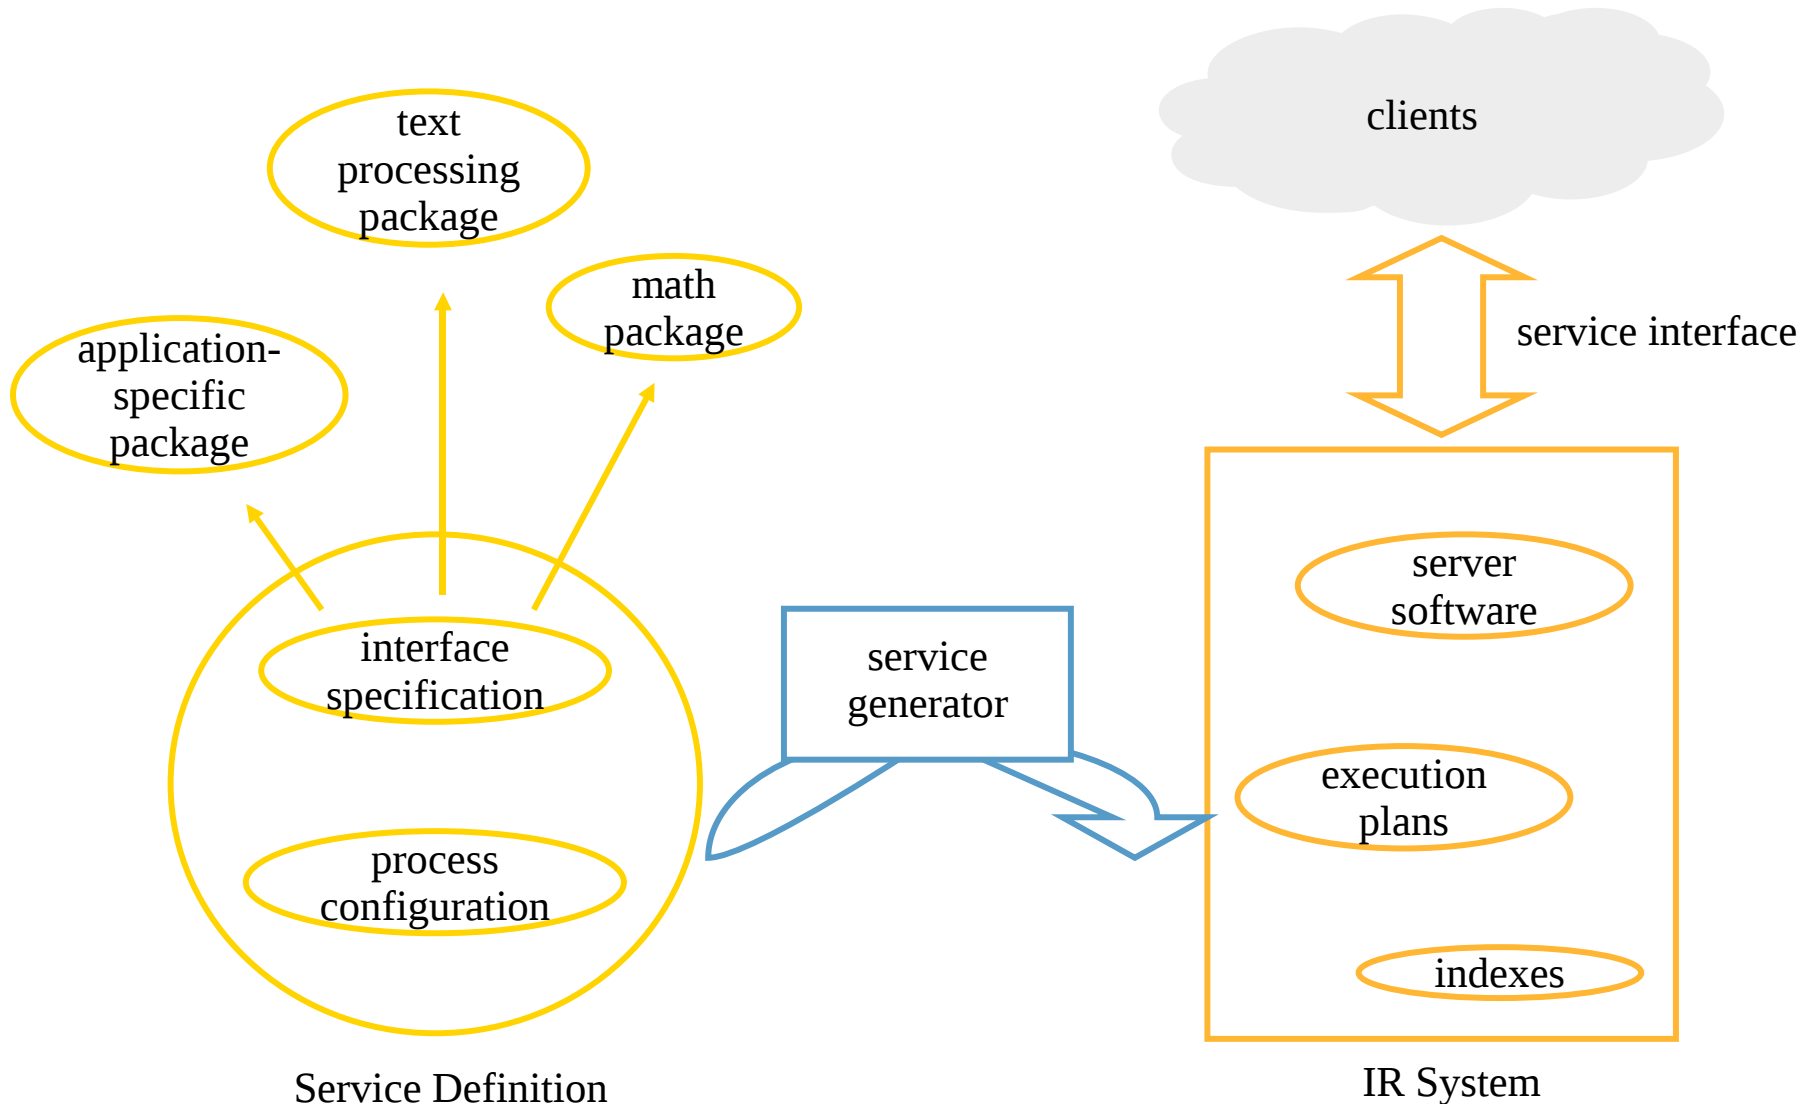 text
processing
package
math
package
application-
specific
package
interface
specification
process
configuration
Service Definition
service
generator
clients
service interface
server
software
execution
plans
indexes
IR System